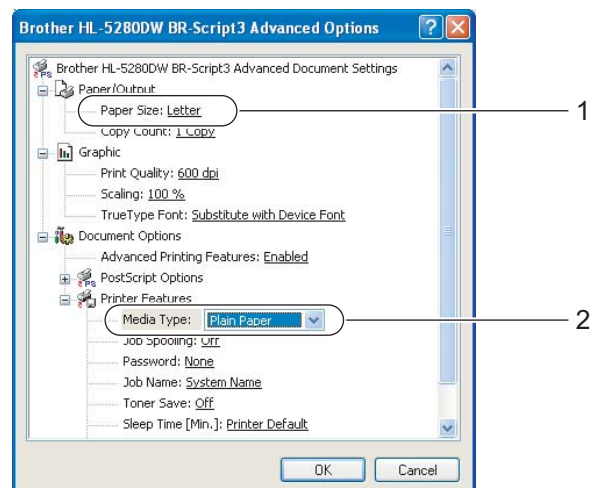 Brother HL-5280DW BR-Script3 Advanced Options
Brother HL-5280DW BR-Script3 Advanced Document Settings
Paper/Output
Paper Size: Letter
1
Copy Count: 1 Copy
Graphic
Print Quality: 600 dpi
Scaling: 100 %
TrueType Font: Substitute with Device Font
Document Options
Advanced Printing Features: Enabled
PostScript Options
Printer Features
Media Type: Plain Paper
2
Job Spooling: Off
Password: None
Job Name: System Name
Toner Save: Off
Sleep Time [Min.]: Printer Default
OK Cancel